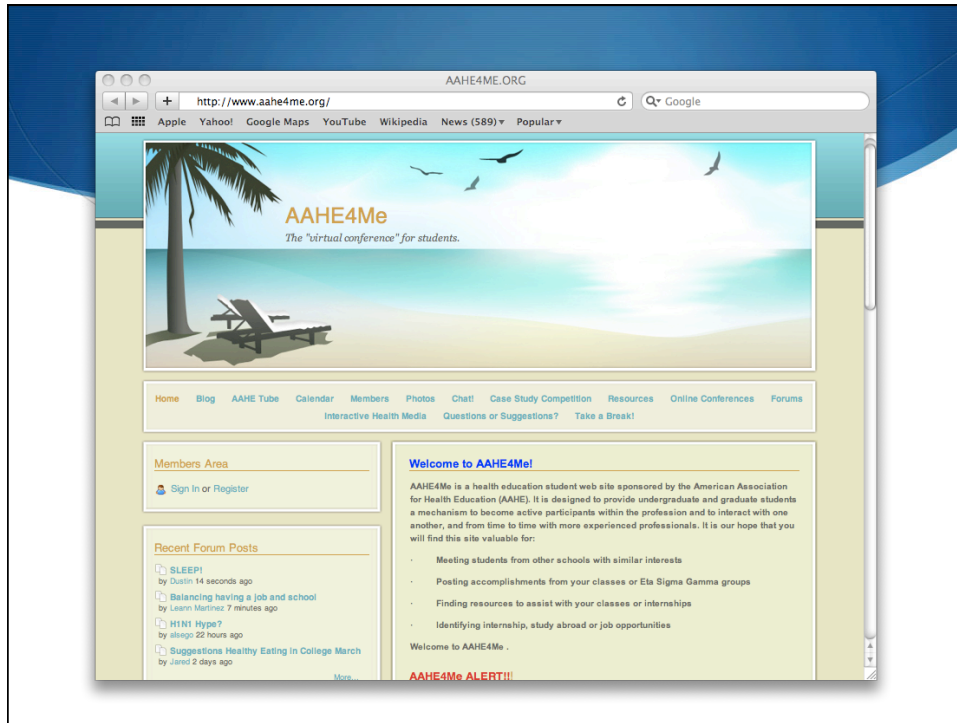 AAHE4ME.ORG
http://www.aahe4me.org/
Google
Apple Yahoo! Google Maps YouTube Wikipedia News (589) Popular
AAHE4Me
The "virtual conference" for students.
Home Blog AAHE Tube Calendar Members Photos Chat! Case Study Competition Resources Online Conferences Forums
Interactive Health Media Questions or Suggestions? Take a Break!
Members Area
Sign In or Register
Recent Forum Posts
SLEEP!
by Dustin 14 seconds ago
Balancing having a job and school
by Leann Martinez 7 minutes ago
H1N1 Hype?
by alsego 22 hours ago
Suggestions Healthy Eating in College March
by Jared 2 days ago
More...
Welcome to AAHE4Me!
AAHE4Me is a health education student web site sponsored by the American Association
for Health Education (AAHE). It is designed to provide undergraduate and graduate students
a mechanism to become active participants within the profession and to interact with one
another, and from time to time with more experienced professionals. It is our hope that you
will find this site valuable for:
· Meeting students from other schools with similar interests
· Posting accomplishments from your classes or Eta Sigma Gamma groups
· Finding resources to assist with your classes or internships
· Identifying internship, study abroad or job opportunities
Welcome to AAHE4Me .
AAHE4Me ALERT!!!